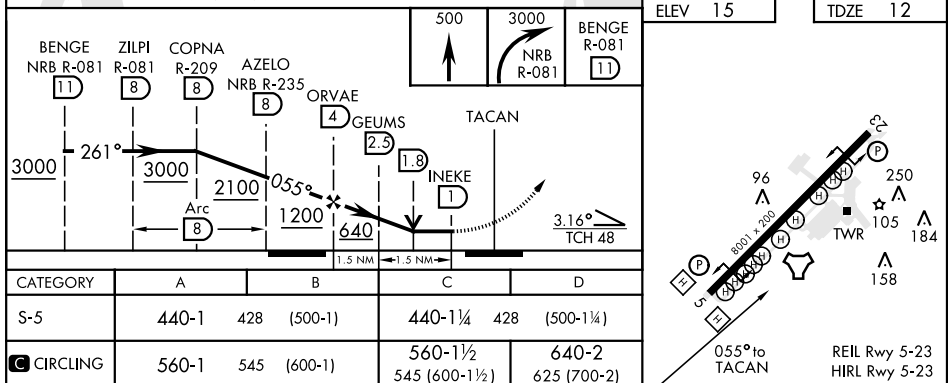 500
3000
NRB
R-081
BENGE
R-081
11
BENGE
NRB R-081
11
ZILPI
R-081
8
COPNA
R-209
8
AZELO
NRB R-235
8
ORVAE
4
GEUMS
2.5
1.8
INEKE
1
TACAN
3000
261°
3000
2100
055°
1200
640
Arc
8
3.16°
TCH 48
1.5 NM
1.5 NM
CATEGORY A B C D
S-5 440-1 428 (500-1) 440-1¼ 428 (500-1¼)
C CIRCLING 560-1 545 (600-1) 560-1½ 545 (600-1½) 640-2 625 (700-2)
ELEV 15
TDZE 12
23
P
96
250
105
184
TWR
158
8001 x 200
H
H
H
H
H
H
H
H
H
H
P
H
5
H
055° to
TACAN
REIL Rwy 5-23
HIRL Rwy 5-23